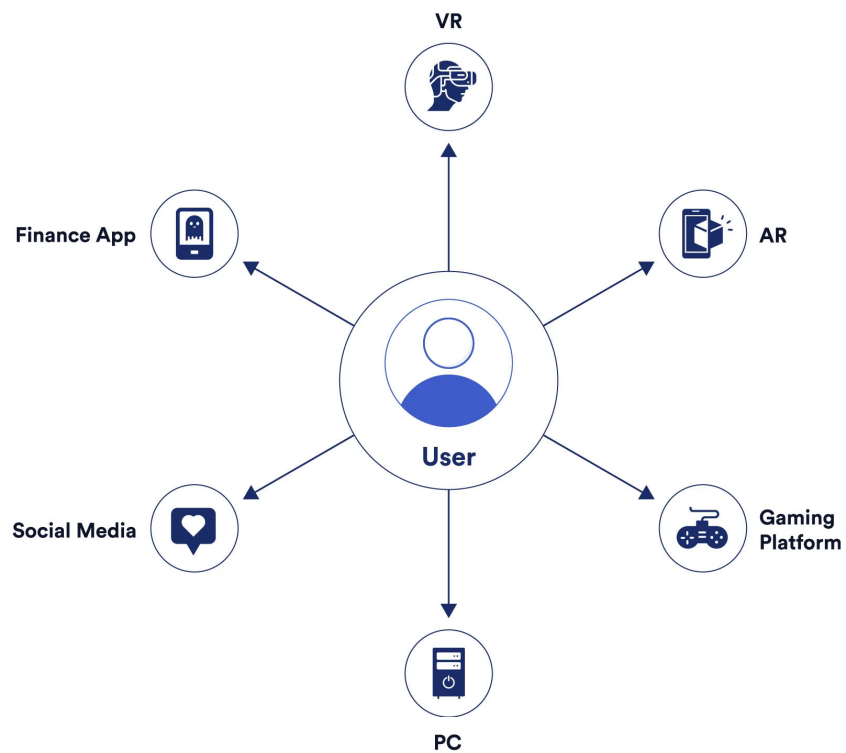 VR
Finance App
AR
User
Social Media
Gaming
Platform
PC